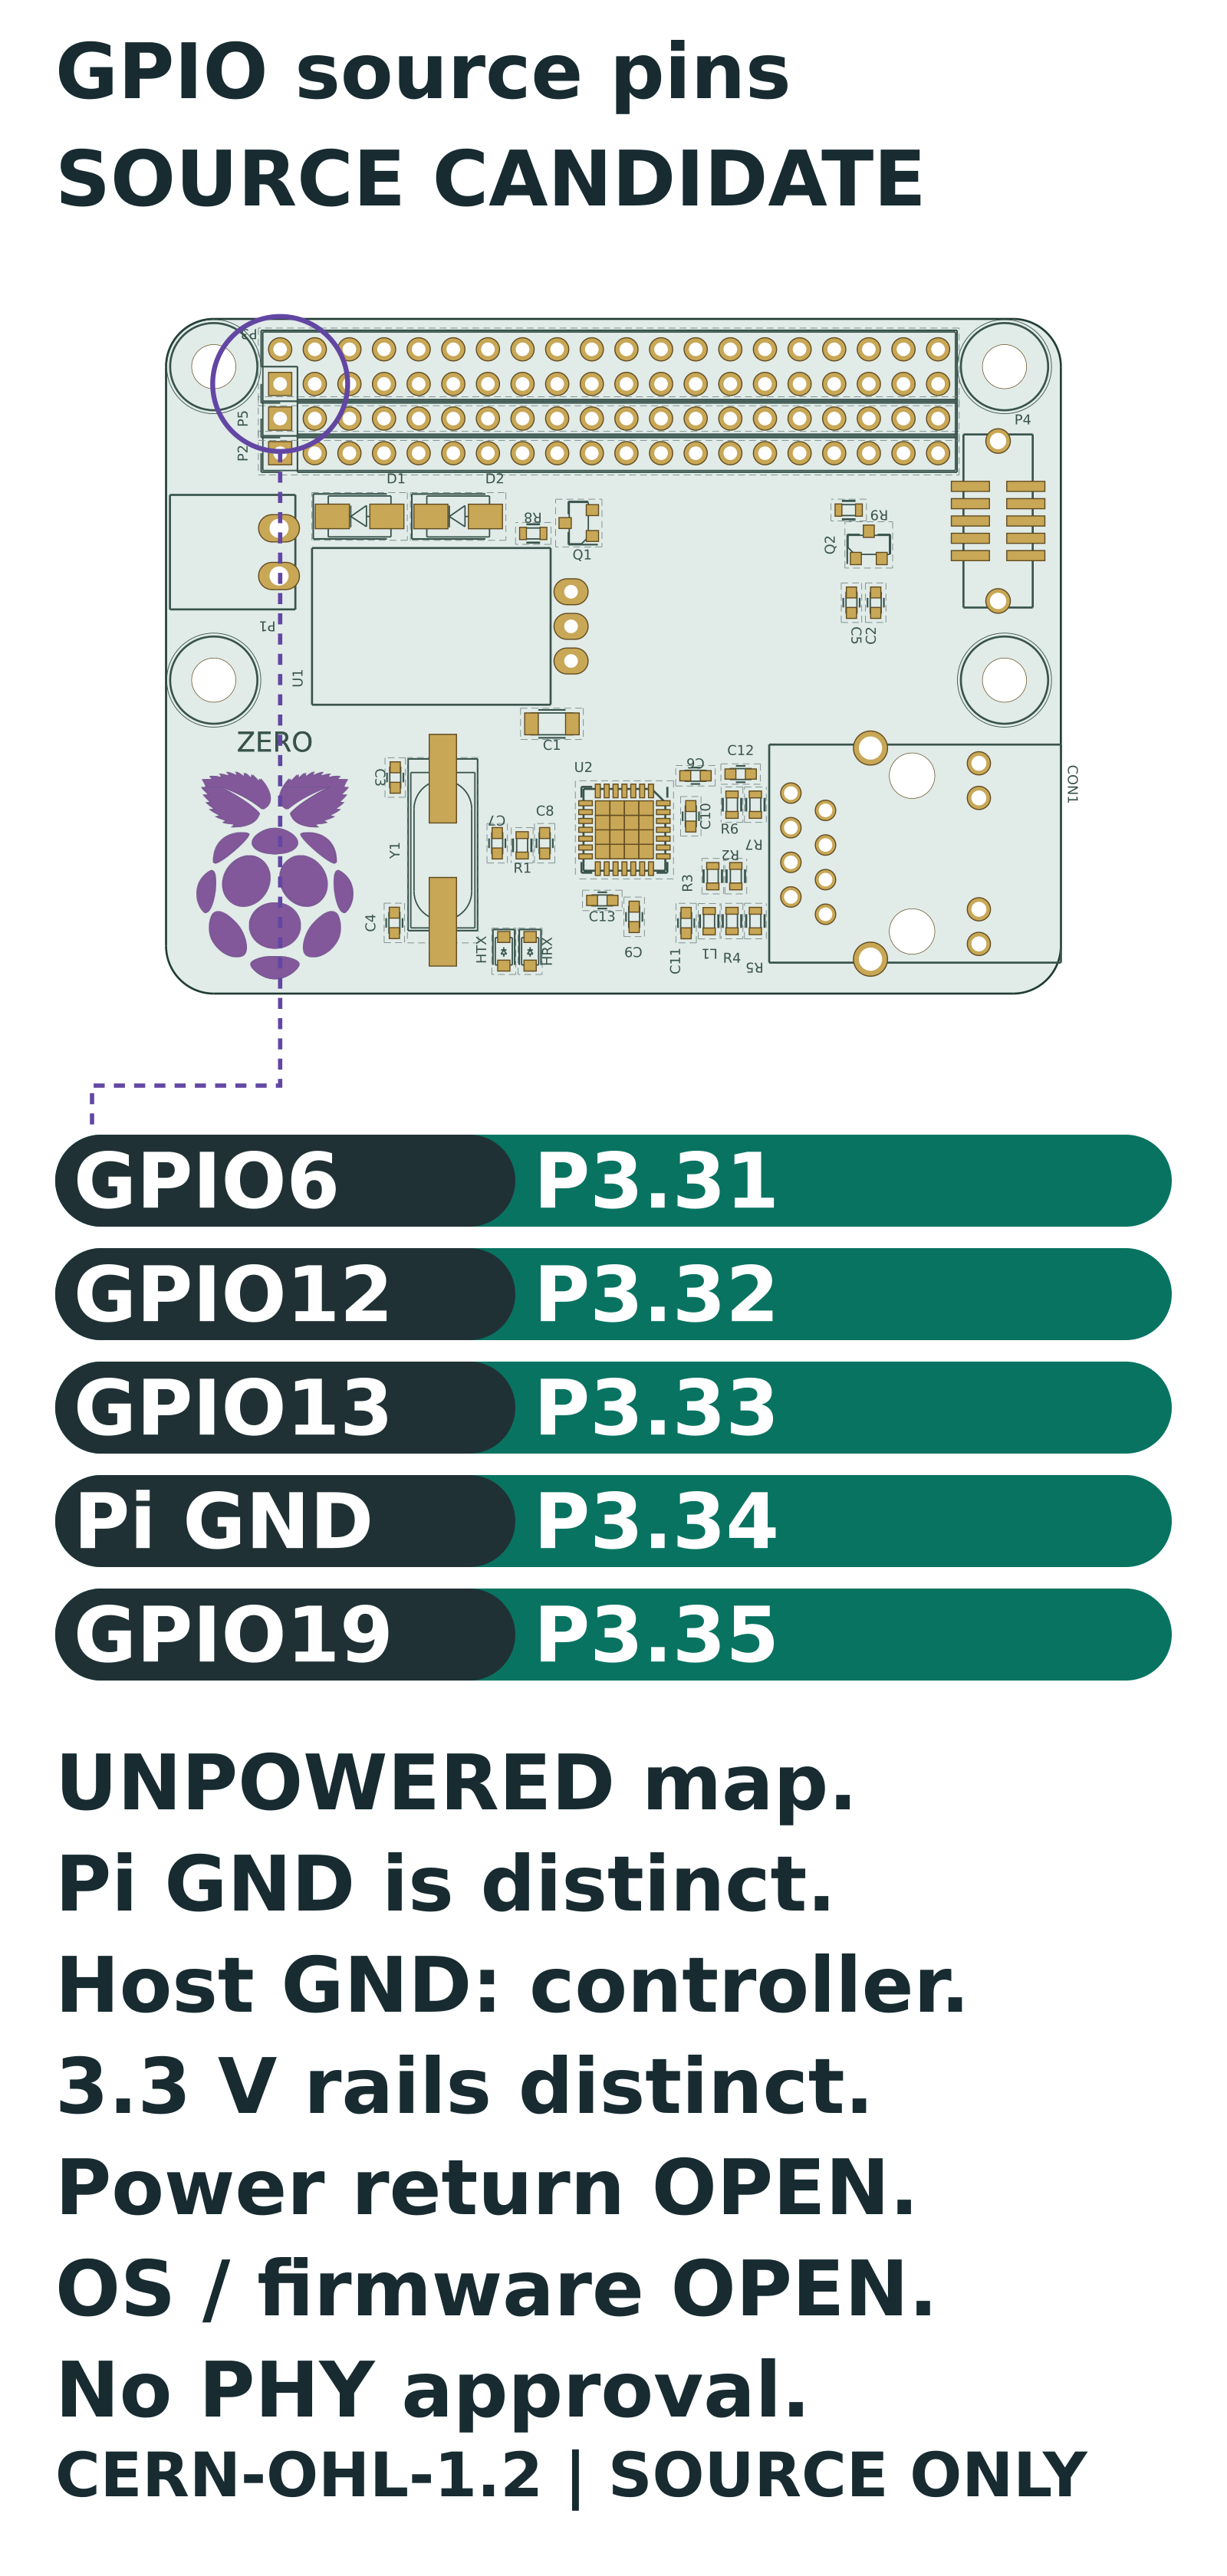 GPIO source pins
SOURCE CANDIDATE
P3
P5
P2
P4
D1
D2
R8
Q1
R9
Q2
C5
C2
P1
U1
C1
ZERO
C3
Y1
C7
C8
R1
U2
C6
C12
C10
R6
R7
R2
R3
CON1
C4
HTX
HRX
C13
C9
C11
L1
R4
R5
GPIO6 P3.31
GPIO12 P3.32
GPIO13 P3.33
Pi GND P3.34
GPIO19 P3.35
UNPOWERED map.
Pi GND is distinct.
Host GND: controller.
3.3 V rails distinct.
Power return OPEN.
OS / firmware OPEN.
No PHY approval.
CERN-OHL-1.2 | SOURCE ONLY